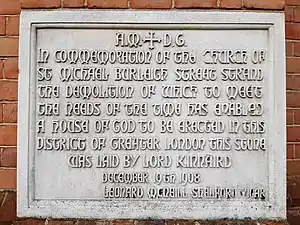 A.M. ✠ D.G.
IN COMMEMORATION OF THE CHURCH OF
ST MICHAEL BURLEIGH STREET STRAND
THE DEMOLITION OF WHICH TO MEET
THE NEEDS OF THE TIME HAS ENABLED
A HOUSE OF GOD TO BE ERECTED IN THIS
DISTRICT OF GREATER LONDON THIS STONE
WAS LAID BY LORD KINNAIRD
DECEMBER 19TH 1908
LEONARD MCNEILL SHELFORD VICAR